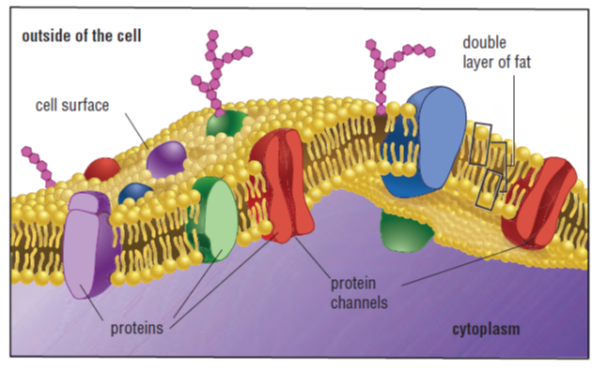 outside of the cell
double
layer of fat
cell surface
protein
channels
proteins
cytoplasm